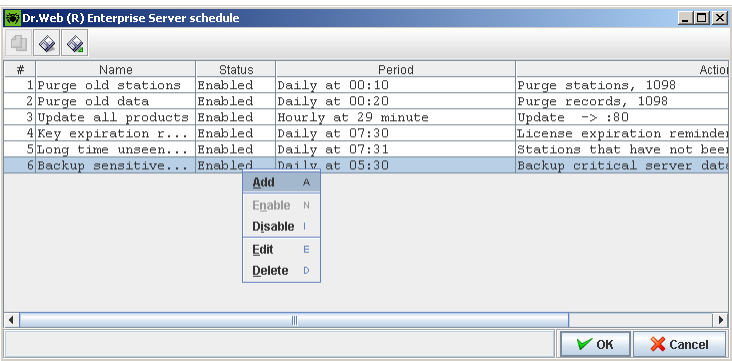 Dr.Web (R) Enterprise Server schedule
# Name Status Period Action
1 Purge old stations Enabled Daily at 00:10 Purge stations, 1098
2 Purge old data Enabled Daily at 00:20 Purge records, 1098
3 Update all products Enabled Hourly at 29 minute Update -> :80
4 Key expiration r... Enabled Daily at 07:30 License expiration reminder
5 Long time unseen... Enabled Daily at 07:31 Stations that have not been
6 Backup sensitive... Enabled Daily at 05:30 Backup critical server data
Add A
Enable N
Disable I
Edit E
Delete D
OK Cancel